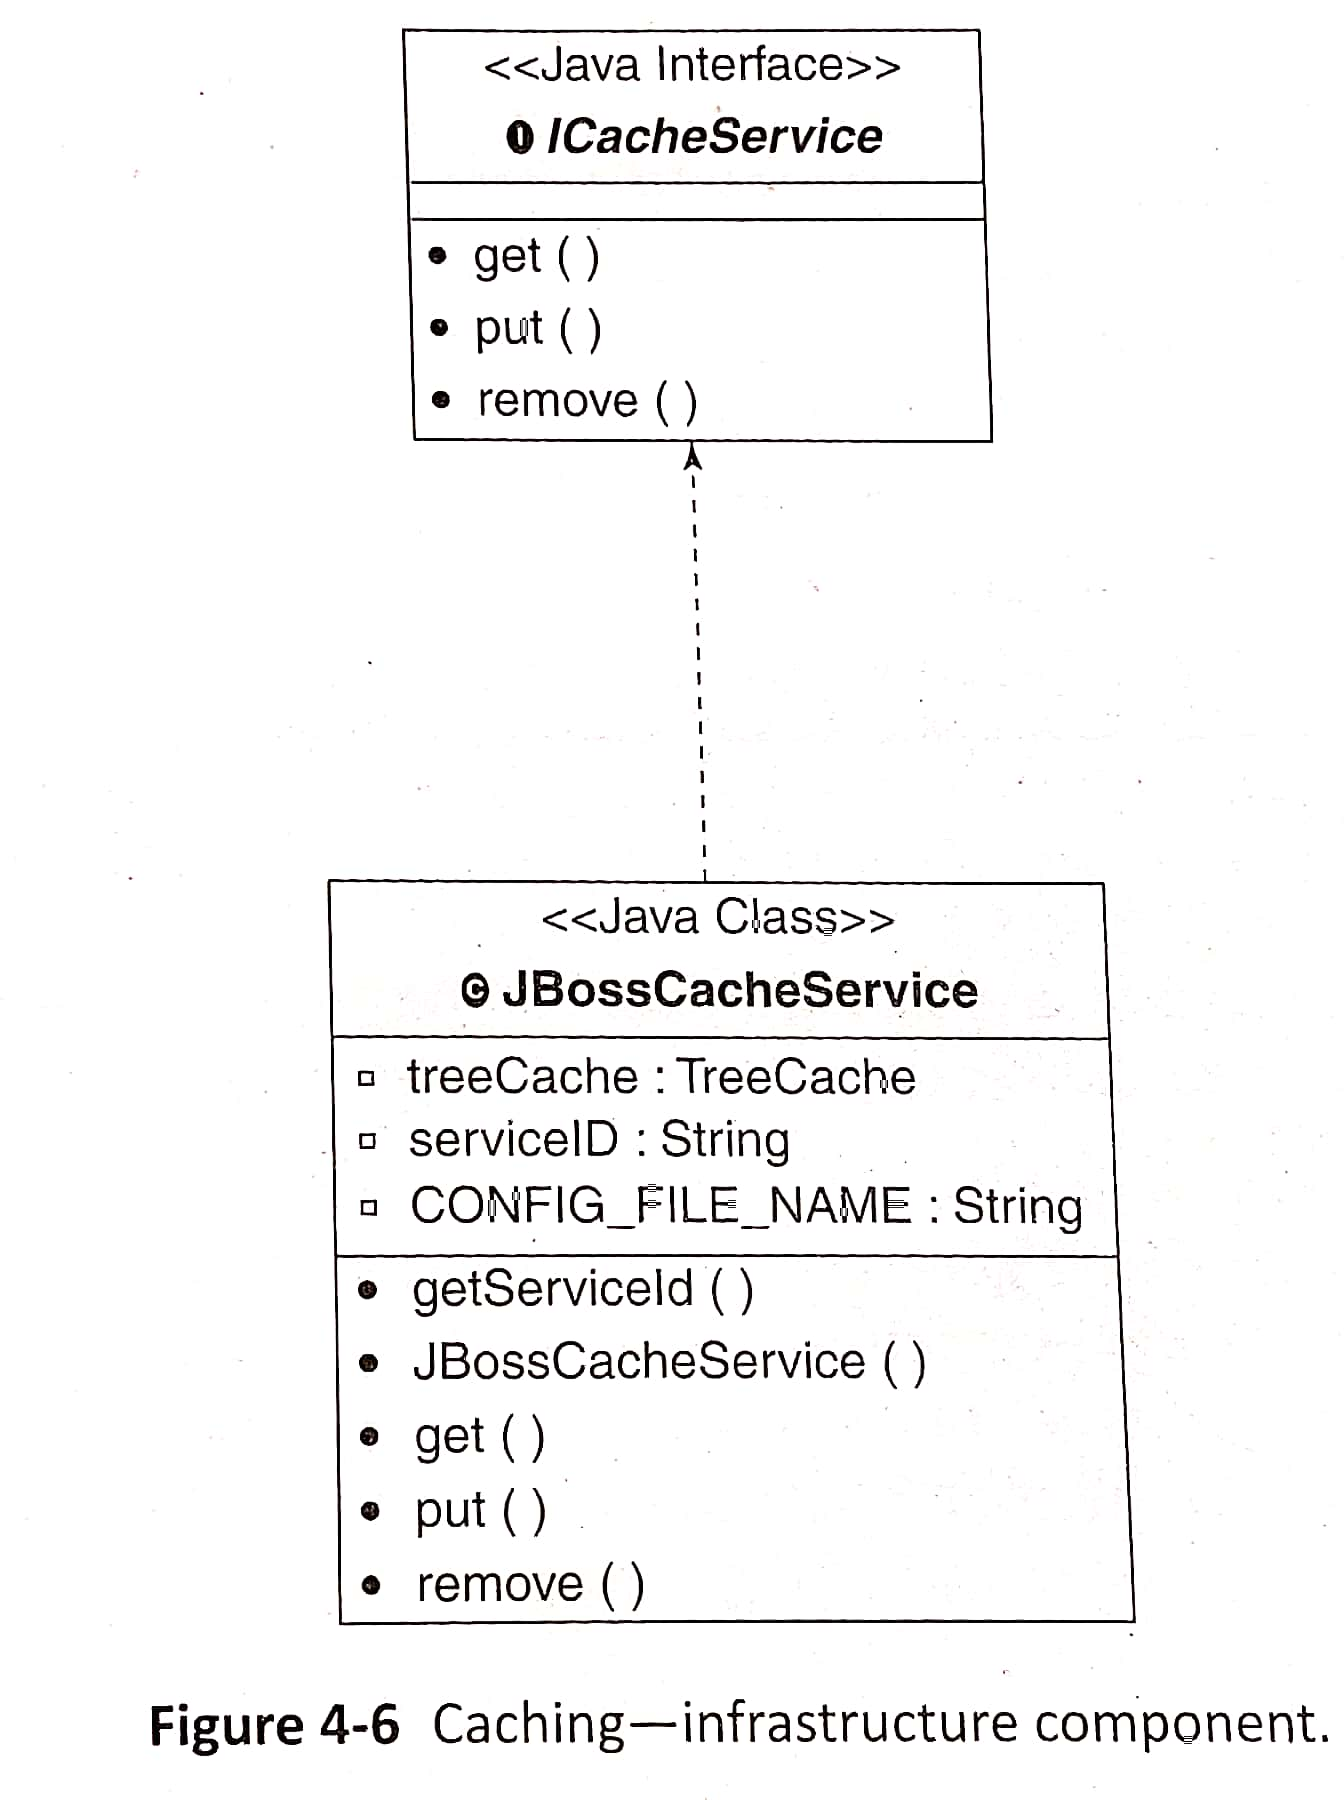 <<Java Interface>>
ICacheService
get ( )
put ( )
remove ( )
<<Java Class>>
JBossCacheService
treeCache : TreeCache
serviceID : String
CONFIG_FILE_NAME : String
getServiceId ( )
JBossCacheService ( )
get ( )
put ( )
remove ( )
Figure 4-6 Caching—infrastructure component.